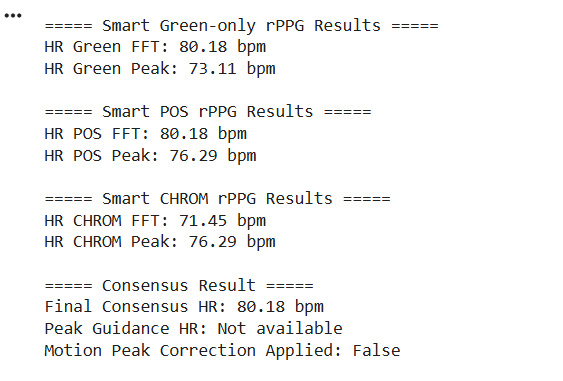 ===== Smart Green-only rPPG Results =====
HR Green FFT: 80.18 bpm
HR Green Peak: 73.11 bpm
===== Smart POS rPPG Results =====
HR POS FFT: 80.18 bpm
HR POS Peak: 76.29 bpm
===== Smart CHROM rPPG Results =====
HR CHROM FFT: 71.45 bpm
HR CHROM Peak: 76.29 bpm
===== Consensus Result =====
Final Consensus HR: 80.18 bpm
Peak Guidance HR: Not available
Motion Peak Correction Applied: False